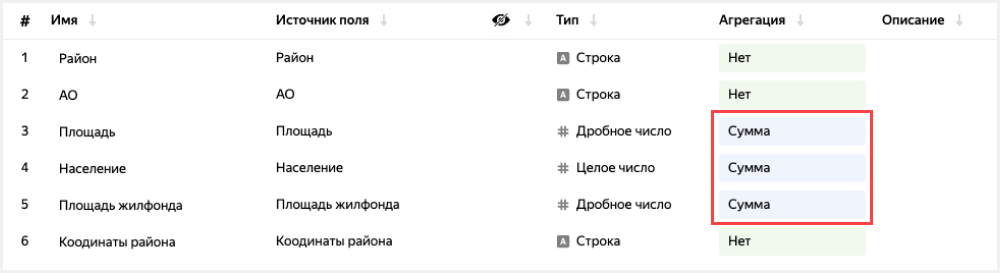 # Имя Источник поля Тип Агрегация Описание
1 Район Район A Строка Нет
2 АО АО A Строка Нет
3 Площадь Площадь # Дробное число Сумма
4 Население Население # Целое число Сумма
5 Площадь жилфонда Площадь жилфонда # Дробное число Сумма
6 Коодинаты района Коодинаты района A Строка Нет